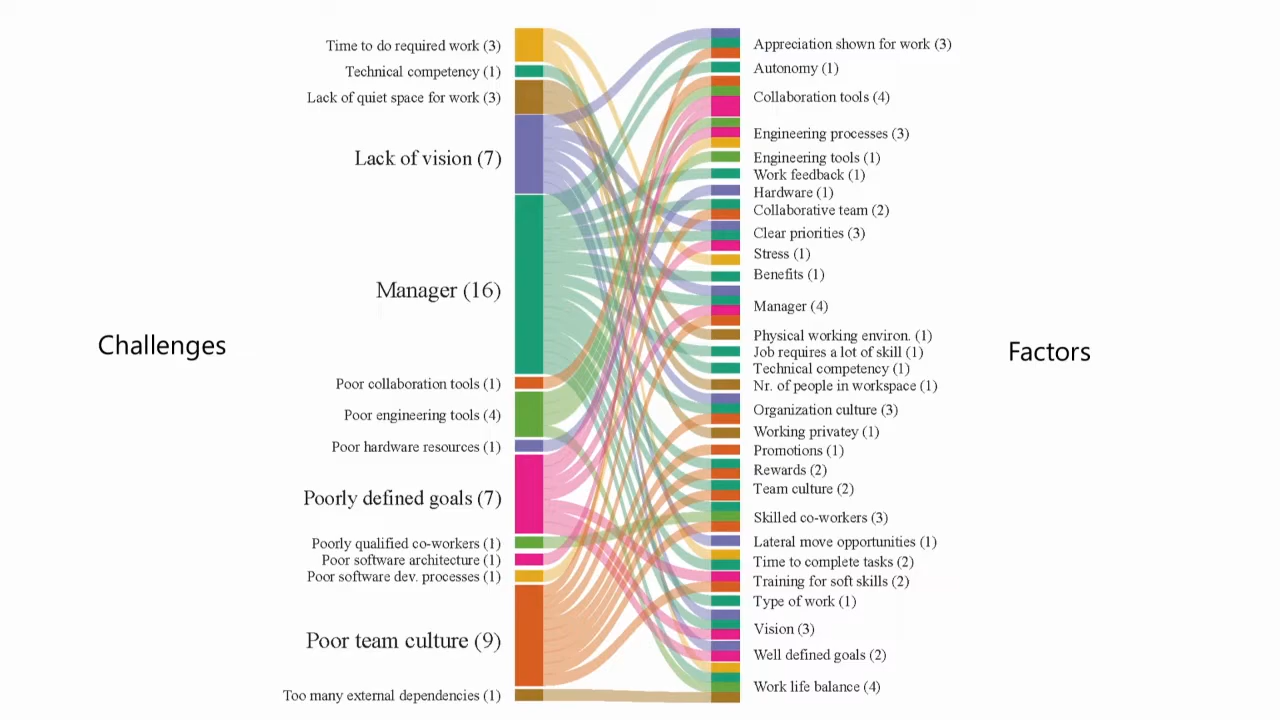 Challenges
Time to do required work (3)
Technical competency (1)
Lack of quiet space for work (3)
Lack of vision (7)
Manager (16)
Poor collaboration tools (1)
Poor engineering tools (4)
Poor hardware resources (1)
Poorly defined goals (7)
Poorly qualified co-workers (1)
Poor software architecture (1)
Poor software dev. processes (1)
Poor team culture (9)
Too many external dependencies (1)
Appreciation shown for work (3)
Autonomy (1)
Collaboration tools (4)
Engineering processes (3)
Engineering tools (1)
Work feedback (1)
Hardware (1)
Collaborative team (2)
Clear priorities (3)
Stress (1)
Benefits (1)
Manager (4)
Physical working environ. (1)
Job requires a lot of skill (1)
Technical competency (1)
Nr. of people in workspace (1)
Organization culture (3)
Working privatey (1)
Promotions (1)
Rewards (2)
Team culture (2)
Skilled co-workers (3)
Lateral move opportunities (1)
Time to complete tasks (2)
Training for soft skills (2)
Type of work (1)
Vision (3)
Well defined goals (2)
Work life balance (4)
Factors